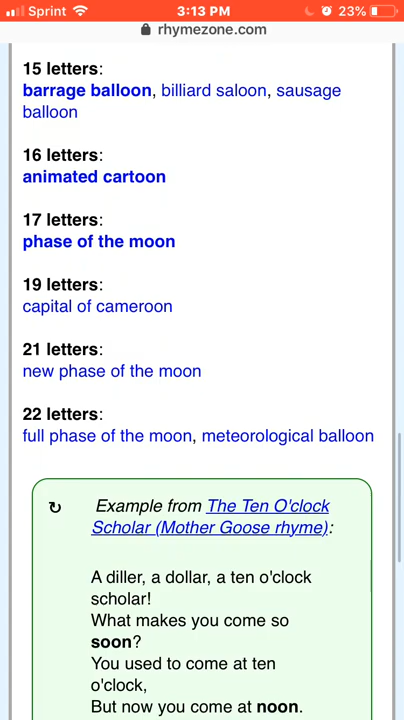 Sprint 3:13 PM 23%
rhymezone.com
15 letters:
barrage balloon, billiard saloon, sausage
balloon
16 letters:
animated cartoon
17 letters:
phase of the moon
19 letters:
capital of cameroon
21 letters:
new phase of the moon
22 letters:
full phase of the moon, meteorological balloon
Example from The Ten O'clock
Scholar (Mother Goose rhyme):
A diller, a dollar, a ten o'clock
scholar!
What makes you come so
soon?
You used to come at ten
o'clock,
But now you come at noon.